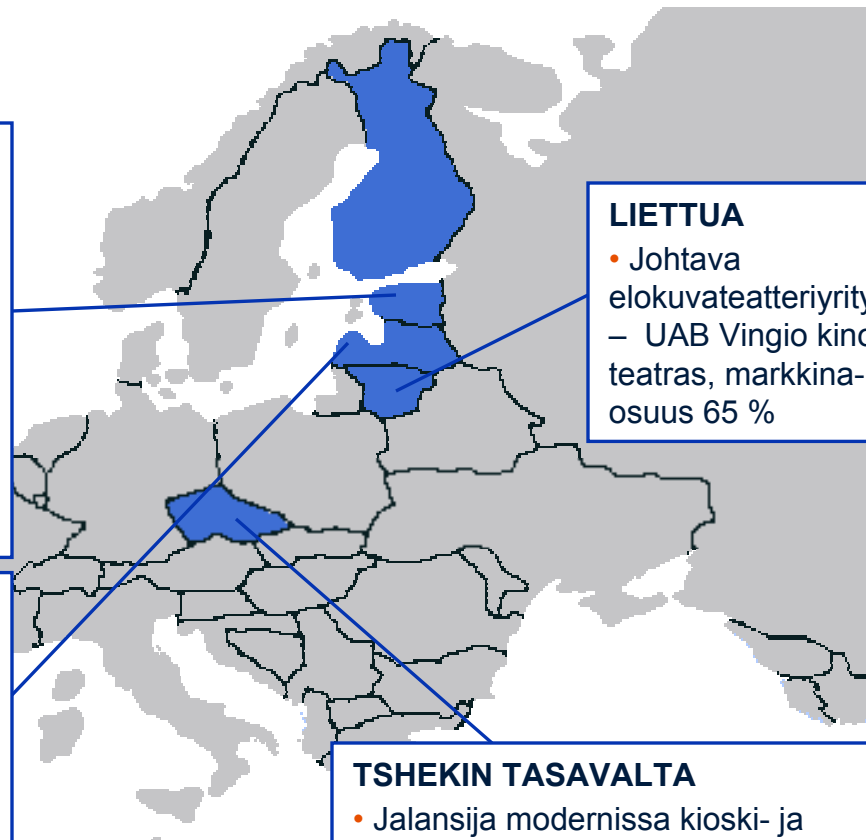 LIETTUA
• Johtava
elokuvateatteriyrity
– UAB Vingio kino
teatras, markkina-
osuus 65 %
TSHEKIN TASAVALTA
• Jalansija modernissa kioski- ja